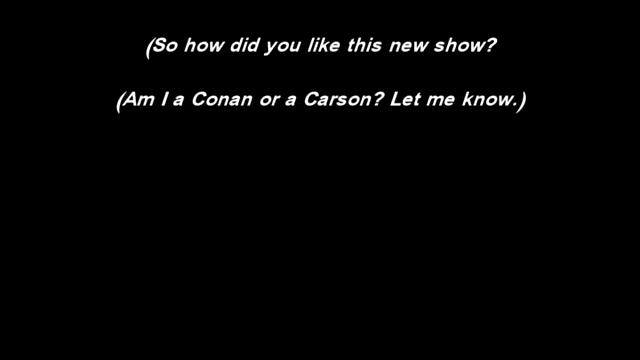 (So how did you like this new show?
(Am I a Conan or a Carson? Let me know.)